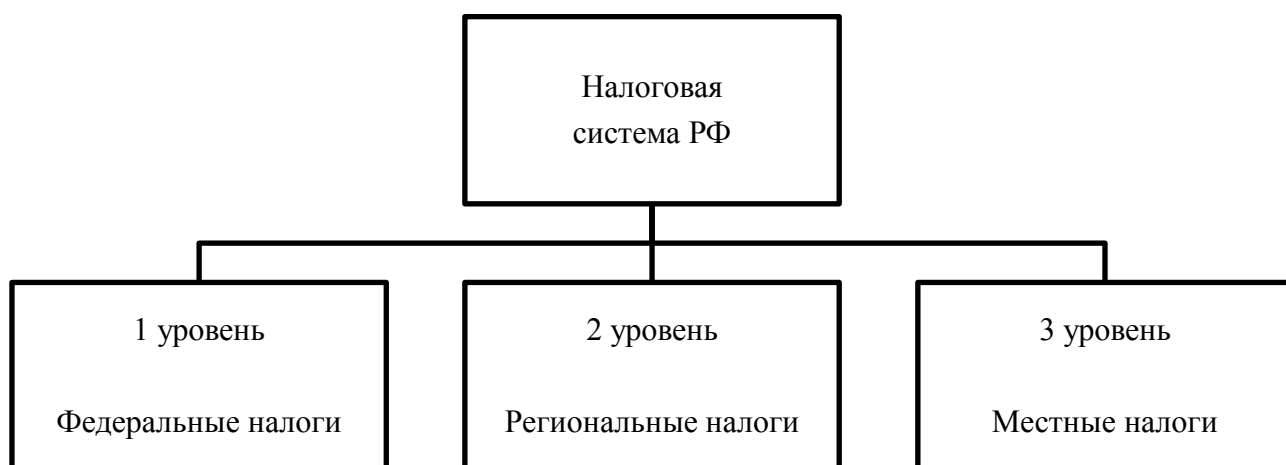 Налоговая
система РФ
1 уровень
Федеральные налоги
2 уровень
Региональные налоги
3 уровень
Местные налоги